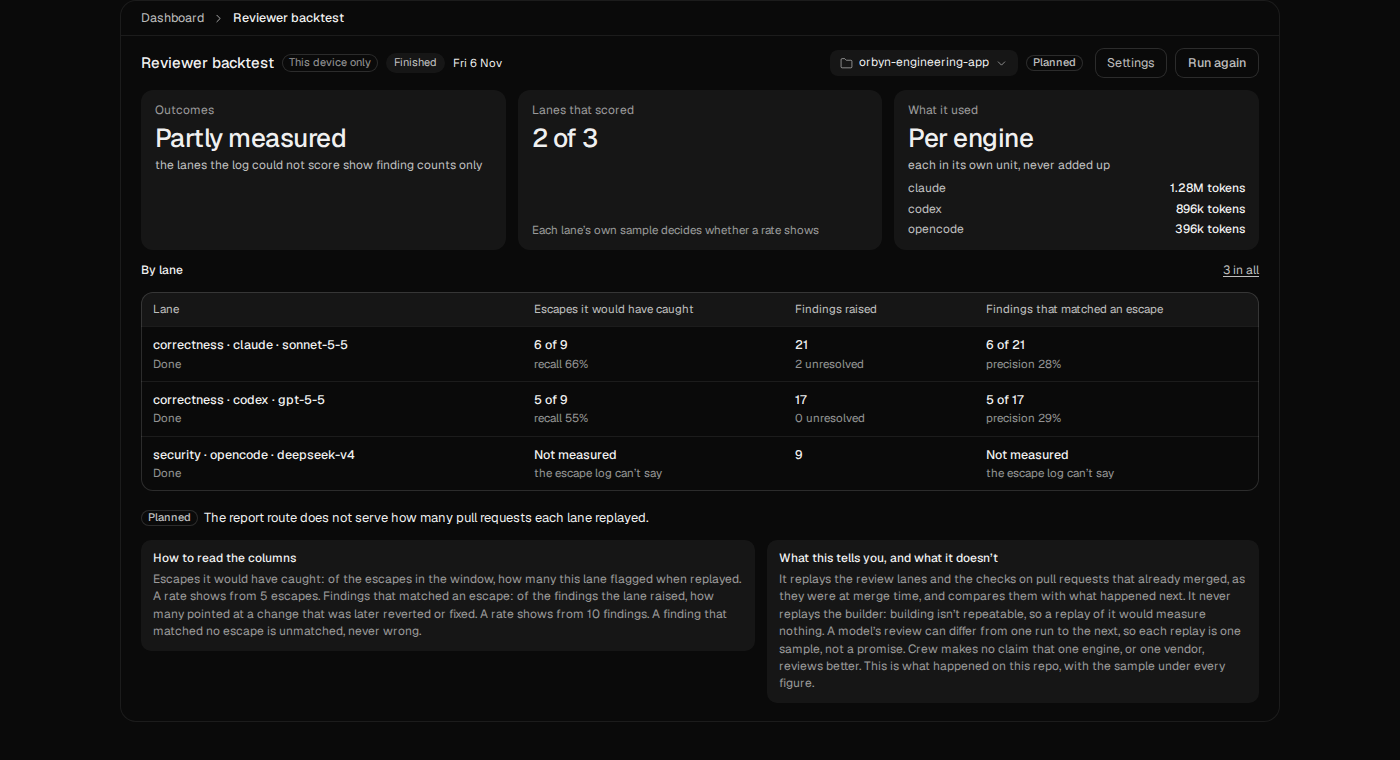 Dashboard > Reviewer backtest
Reviewer backtest This device only Finished Fri 6 Nov orbyn-engineering-app Planned Settings Run again
Outcomes
Partly measured
the lanes the log could not score show finding counts only
Lanes that scored
2 of 3
Each lane's own sample decides whether a rate shows
What it used
Per engine
each in its own unit, never added up
claude 1.28M tokens
codex 896k tokens
opencode 396k tokens
By lane 3 in all
Lane Escapes it would have caught Findings raised Findings that matched an escape
correctness · claude · sonnet-5-5 6 of 9 21 6 of 21
Done recall 66% 2 unresolved precision 28%
correctness · codex · gpt-5-5 5 of 9 17 5 of 17
Done recall 55% 0 unresolved precision 29%
security · opencode · deepseek-v4 Not measured 9 Not measured
Done the escape log can't say the escape log can't say
Planned The report route does not serve how many pull requests each lane replayed.
How to read the columns
Escapes it would have caught: of the escapes in the window, how many this lane flagged when replayed.
A rate shows from 5 escapes. Findings that matched an escape: of the findings the lane raised, how
many pointed at a change that was later reverted or fixed. A rate shows from 10 findings. A finding that
matched no escape is unmatched, never wrong.
What this tells you, and what it doesn't
It replays the review lanes and the checks on pull requests that already merged, as
they were at merge time, and compares them with what happened next. It never
replays the builder: building isn't repeatable, so a replay of it would measure
nothing. A model's review can differ from one run to the next, so each replay is one
sample, not a promise. Crew makes no claim that one engine, or one vendor,
reviews better. This is what happened on this repo, with the sample under every
figure.